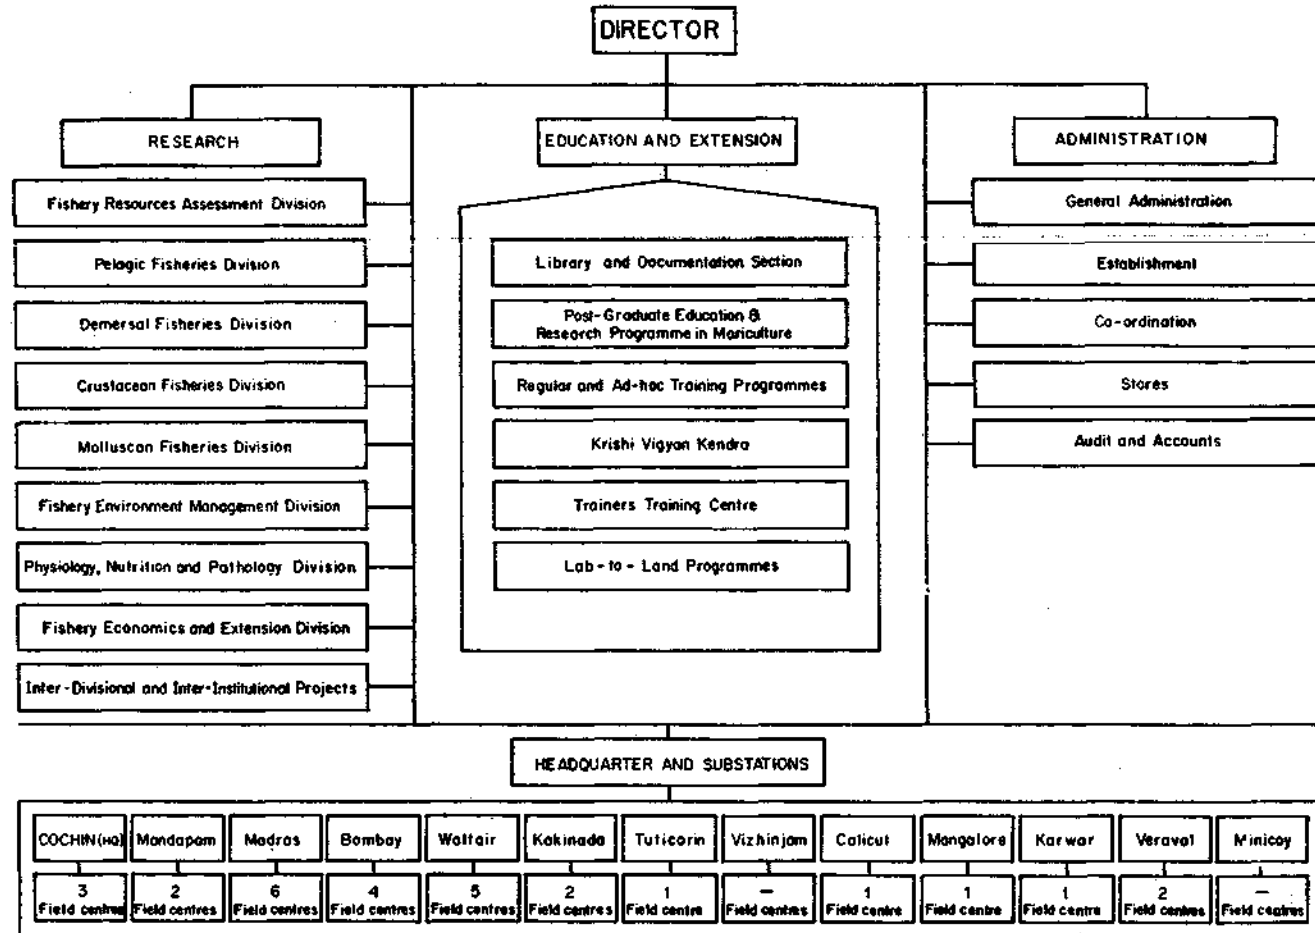 DIRECTOR
RESEARCH
Fishery Resources Assessment Division
Pelagic Fisheries Division
Demersal Fisheries Division
Crustacean Fisheries Division
Molluscan Fisheries Division
Fishery Environment Management Division
Physiology, Nutrition and Pathology Division
Fishery Economics and Extension Division
Inter-Divisional and Inter-Institutional Projects
EDUCATION AND EXTENSION
Library and Documentation Section
Post-Graduate Education &
Research Programme in Mariculture
Regular and Ad-hoc Training Programmes
Krishi Vigyan Kendra
Trainers Training Centre
Lab-to-Land Programmes
ADMINISTRATION
General Administration
Establishment
Co-ordination
Stores
Audit and Accounts
HEADQUARTER AND SUBSTATIONS
COCHIN(HQ) Mandapam Madras Bombay Waltair Kakinada Tuticorin Vizhinjam Calicut Mangalore Karwar Veraval Minicoy
3 2 6 4 5 2 1 — 1 1 1 2 —
Field centres Field centres Field centres Field centres Field centres Field centres Field centre Field centres Field centre Field centre Field centre Field centres Field centres